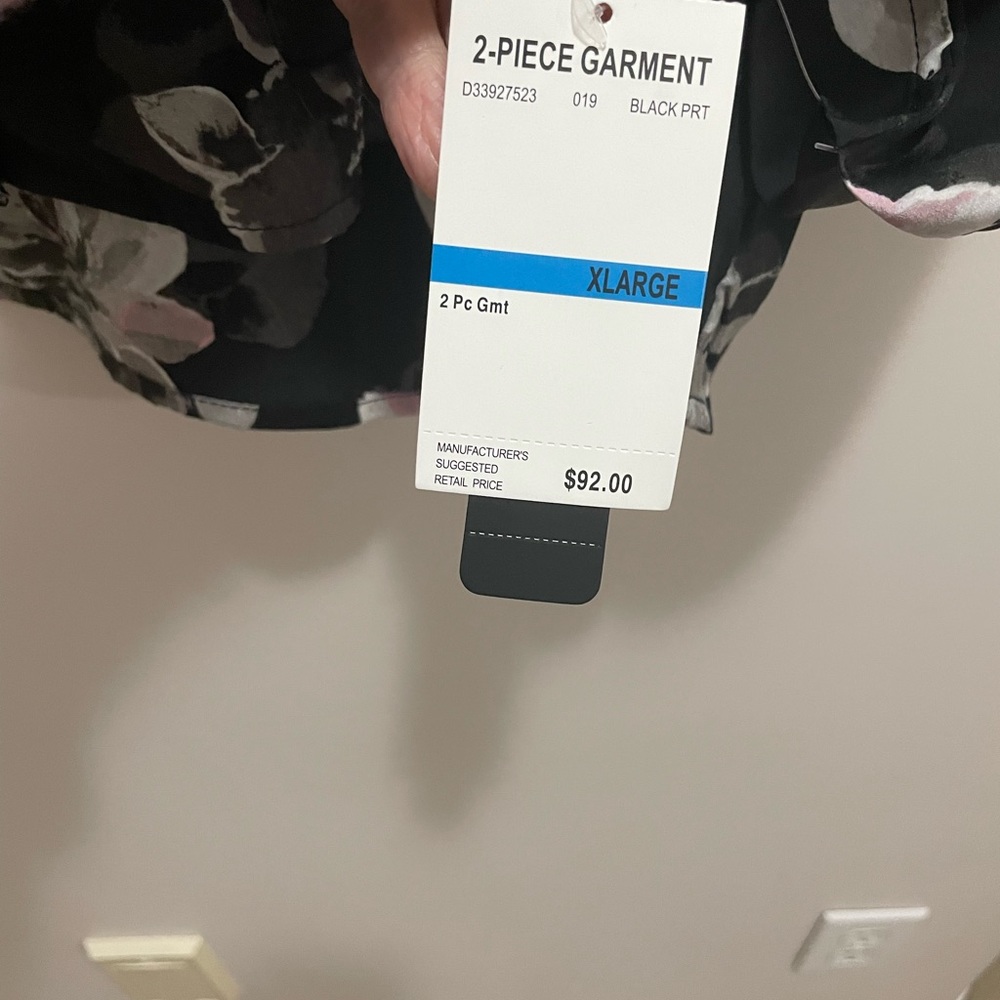 2-PIECE GARMENT
D33927523 019 BLACK PRT
XLARGE
2 Pc Gmt
MANUFACTURER'S
SUGGESTED
RETAIL PRICE $92.00